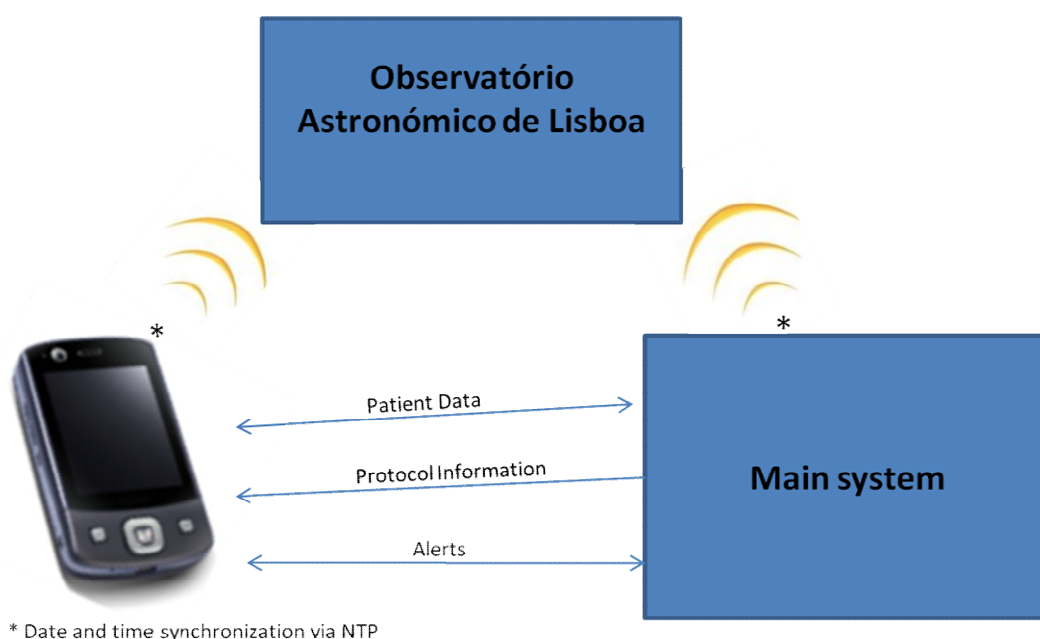 Observatório
Astronómico de Lisboa
*
*
Patient Data
Protocol Information
Main system
Alerts
* Date and time synchronization via NTP